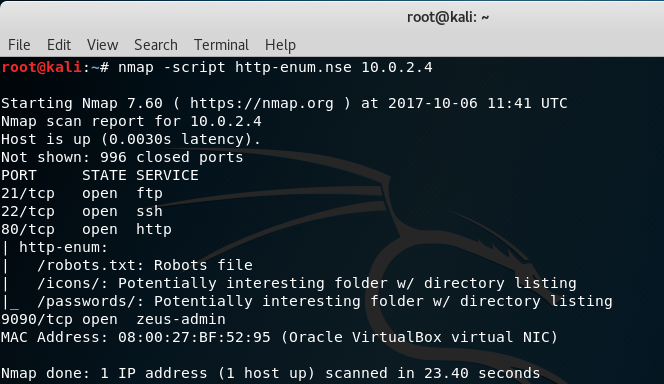 root@kali: ~
File Edit View Search Terminal Help
root@kali:~# nmap -script http-enum.nse 10.0.2.4
Starting Nmap 7.60 ( https://nmap.org ) at 2017-10-06 11:41 UTC
Nmap scan report for 10.0.2.4
Host is up (0.0030s latency).
Not shown: 996 closed ports
PORT     STATE SERVICE
21/tcp   open  ftp
22/tcp   open  ssh
80/tcp   open  http
| http-enum:
|   /robots.txt: Robots file
|   /icons/: Potentially interesting folder w/ directory listing
|_  /passwords/: Potentially interesting folder w/ directory listing
9090/tcp open  zeus-admin
MAC Address: 08:00:27:BF:52:95 (Oracle VirtualBox virtual NIC)
Nmap done: 1 IP address (1 host up) scanned in 23.40 seconds